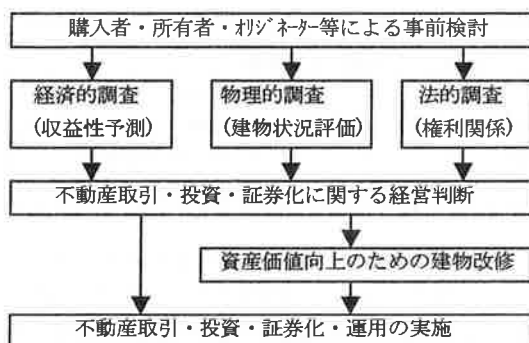 購入者・所有者・ｵﾘｼﾞﾈｰﾀｰ等による事前検討
経済的調査
(収益性予測)
物理的調査
(建物状況評価)
法的調査
(権利関係)
不動産取引・投資・証券化に関する経営判断
資産価値向上のための建物改修
不動産取引・投資・証券化・運用の実施